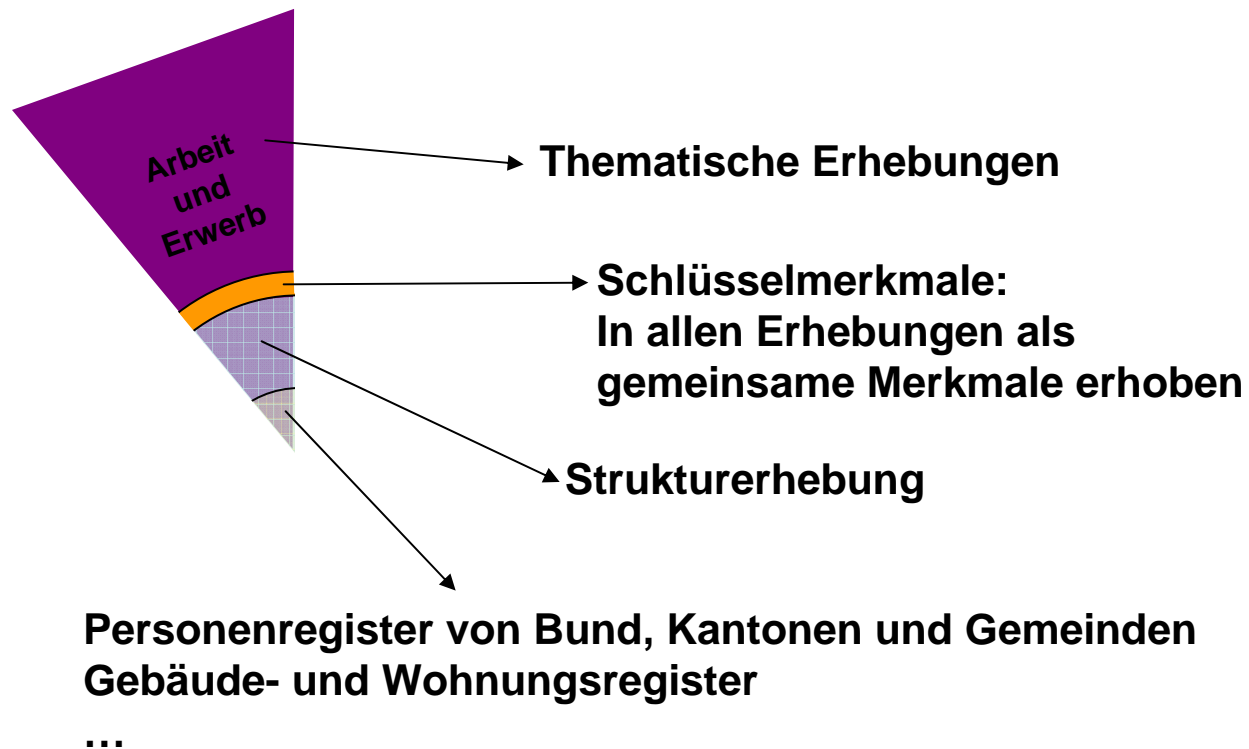 Arbeit
und
Erwerb
Thematische Erhebungen
Schlüsselmerkmale:
In allen Erhebungen als
gemeinsame Merkmale erhoben
Strukturerhebung
Personenregister von Bund, Kantonen und Gemeinden
Gebäude- und Wohnungsregister
...